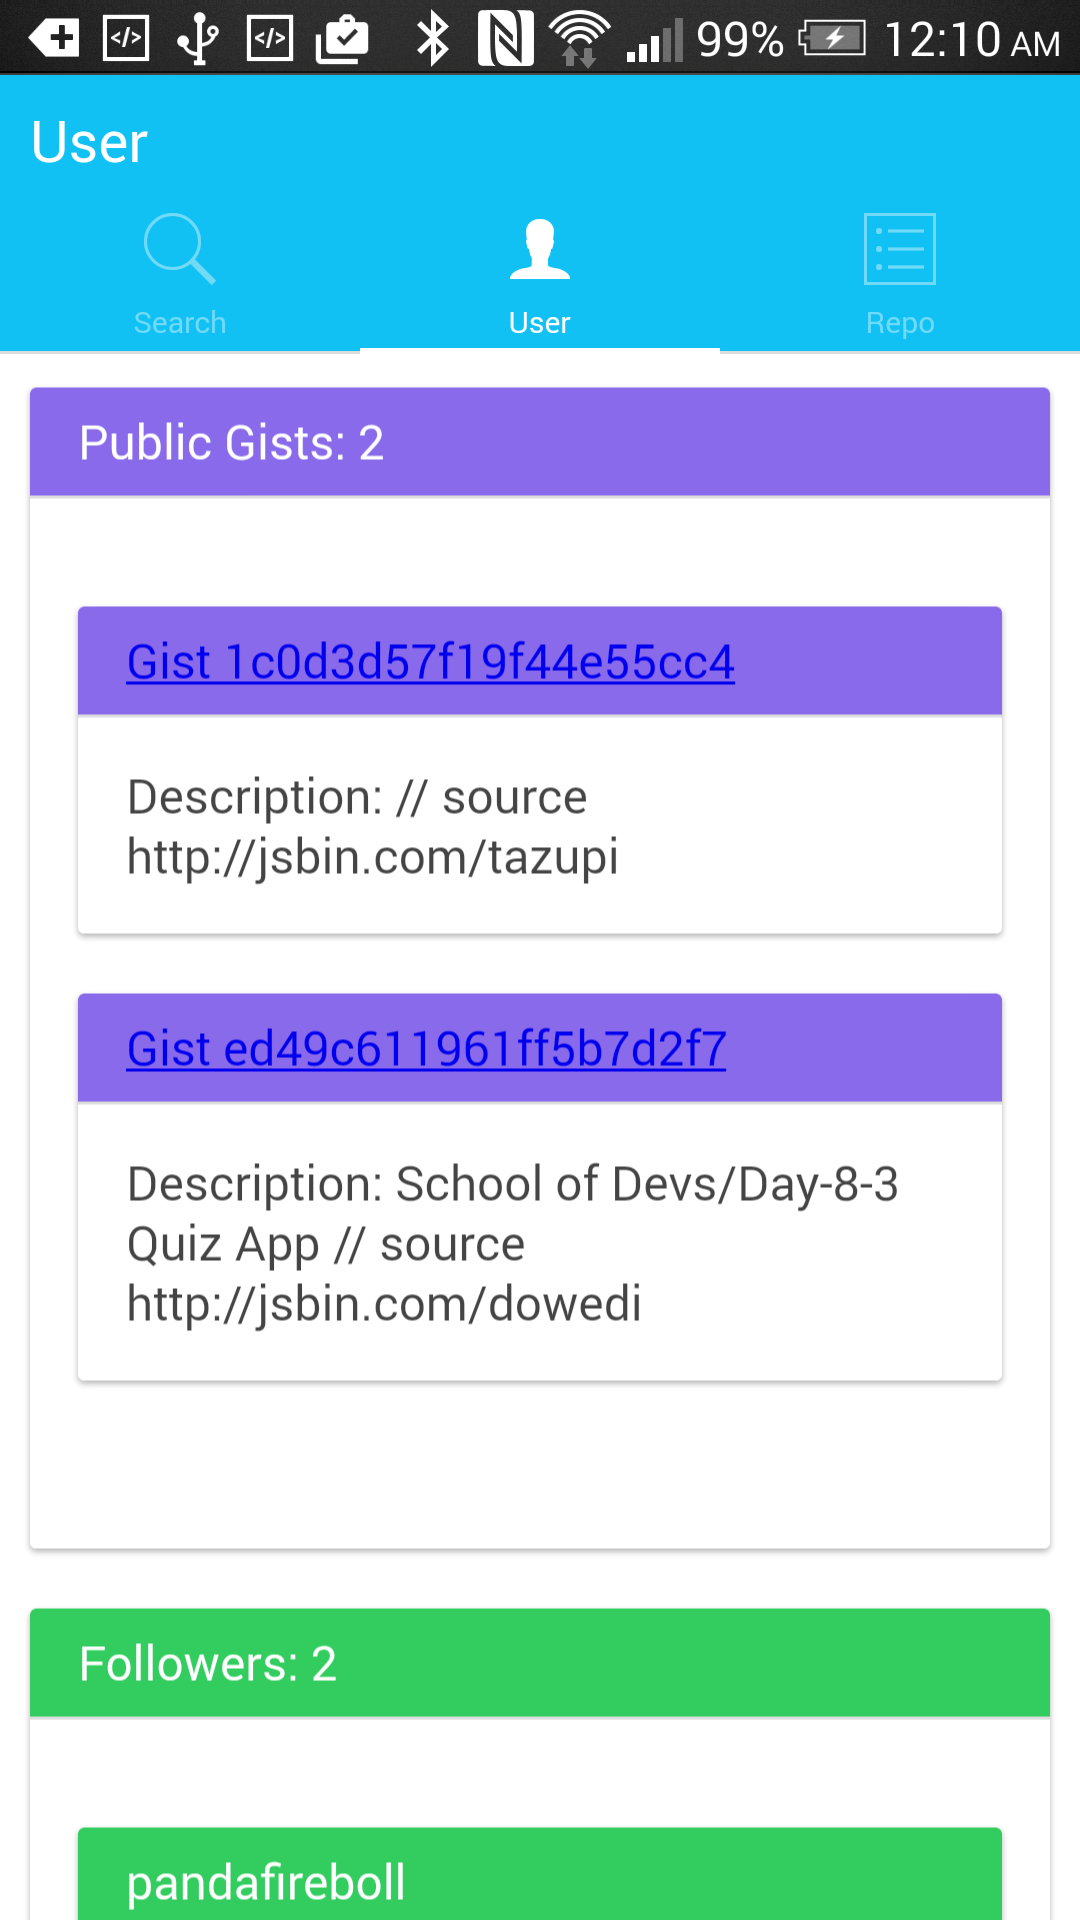 99% 12:10 AM
User
Search
User
Repo
Public Gists: 2
Gist 1c0d3d57f19f44e55cc4
Description: // source
http://jsbin.com/tazupi
Gist ed49c611961ff5b7d2f7
Description: School of Devs/Day-8-3
Quiz App // source
http://jsbin.com/dowedi
Followers: 2
pandafireboll